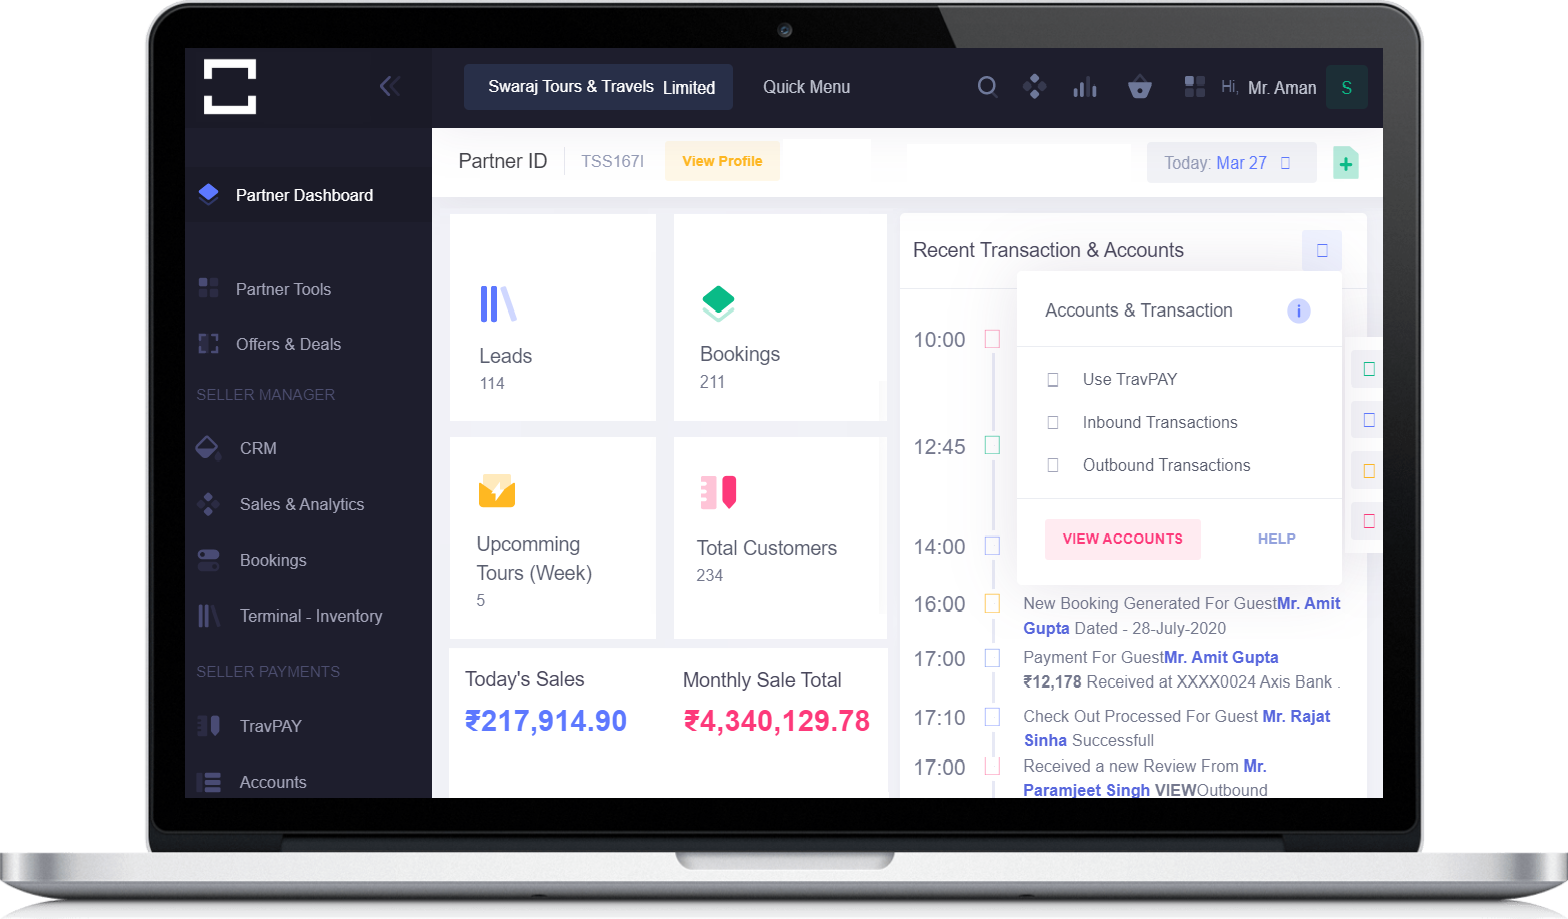 Swaraj Tours & Travels Limited
Quick Menu
Hi, Mr. Aman
S
Partner ID
TSS167I
View Profile
Today: Mar 27
Partner Dashboard
Partner Tools
Offers & Deals
SELLER MANAGER
CRM
Sales & Analytics
Bookings
Terminal - Inventory
SELLER PAYMENTS
TravPAY
Accounts
Leads
114
Bookings
211
Upcomming
Tours (Week)
5
Total Customers
234
Today's Sales
₹217,914.90
Monthly Sale Total
₹4,340,129.78
Recent Transaction & Accounts
Accounts & Transaction
i
Use TravPAY
Inbound Transactions
Outbound Transactions
VIEW ACCOUNTS
HELP
10:00
12:45
14:00
16:00
New Booking Generated For GuestMr. Amit
Gupta Dated - 28-July-2020
17:00
Payment For GuestMr. Amit Gupta
₹12,178 Received at XXXX0024 Axis Bank .
17:10
Check Out Processed For Guest Mr. Rajat
Sinha Successfull
17:00
Received a new Review From Mr.
Paramjeet Singh VIEWOutbound